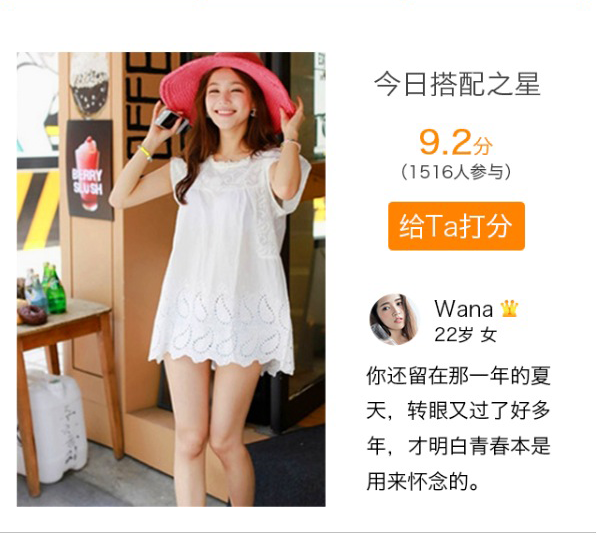 OFFEE
BERRY
SLUSH
今日搭配之星
9.2分
（1516人参与）
给Ta打分
Wana
22岁 女
你还留在那一年的夏
天，转眼又过了好多
年，才明白青春本是
用来怀念的。